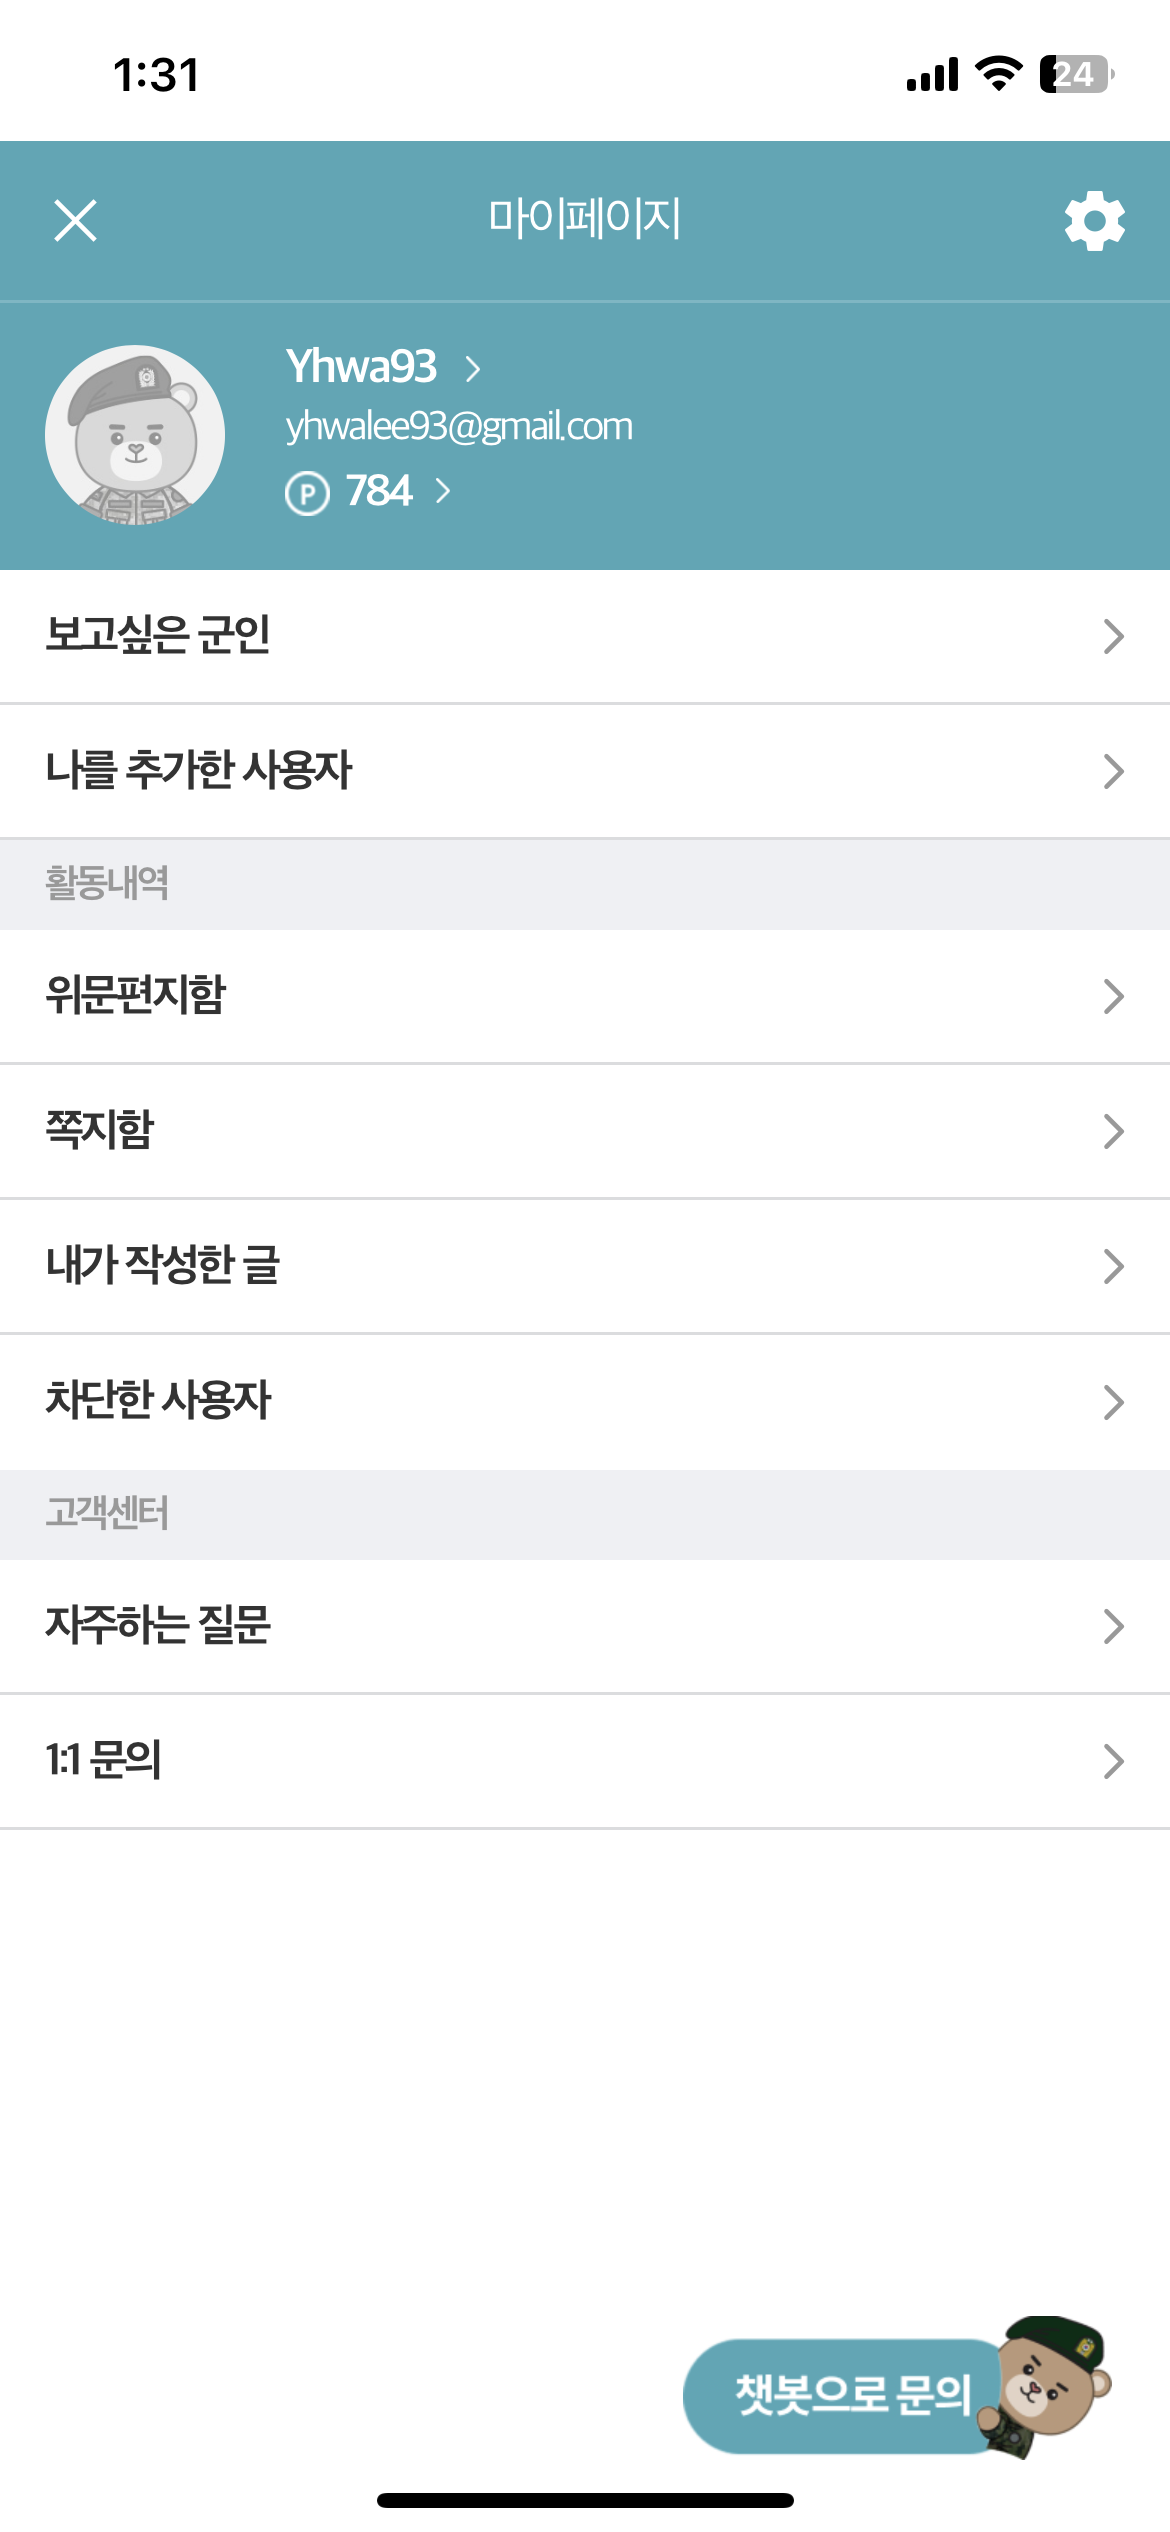 1:31
24
마이페이지
Yhwa93
yhwalee93@gmail.com
P 784
보고싶은 군인
나를 추가한 사용자
활동내역
위문편지함
쪽지함
내가 작성한 글
차단한 사용자
고객센터
자주하는 질문
1:1 문의
챗봇으로 문의